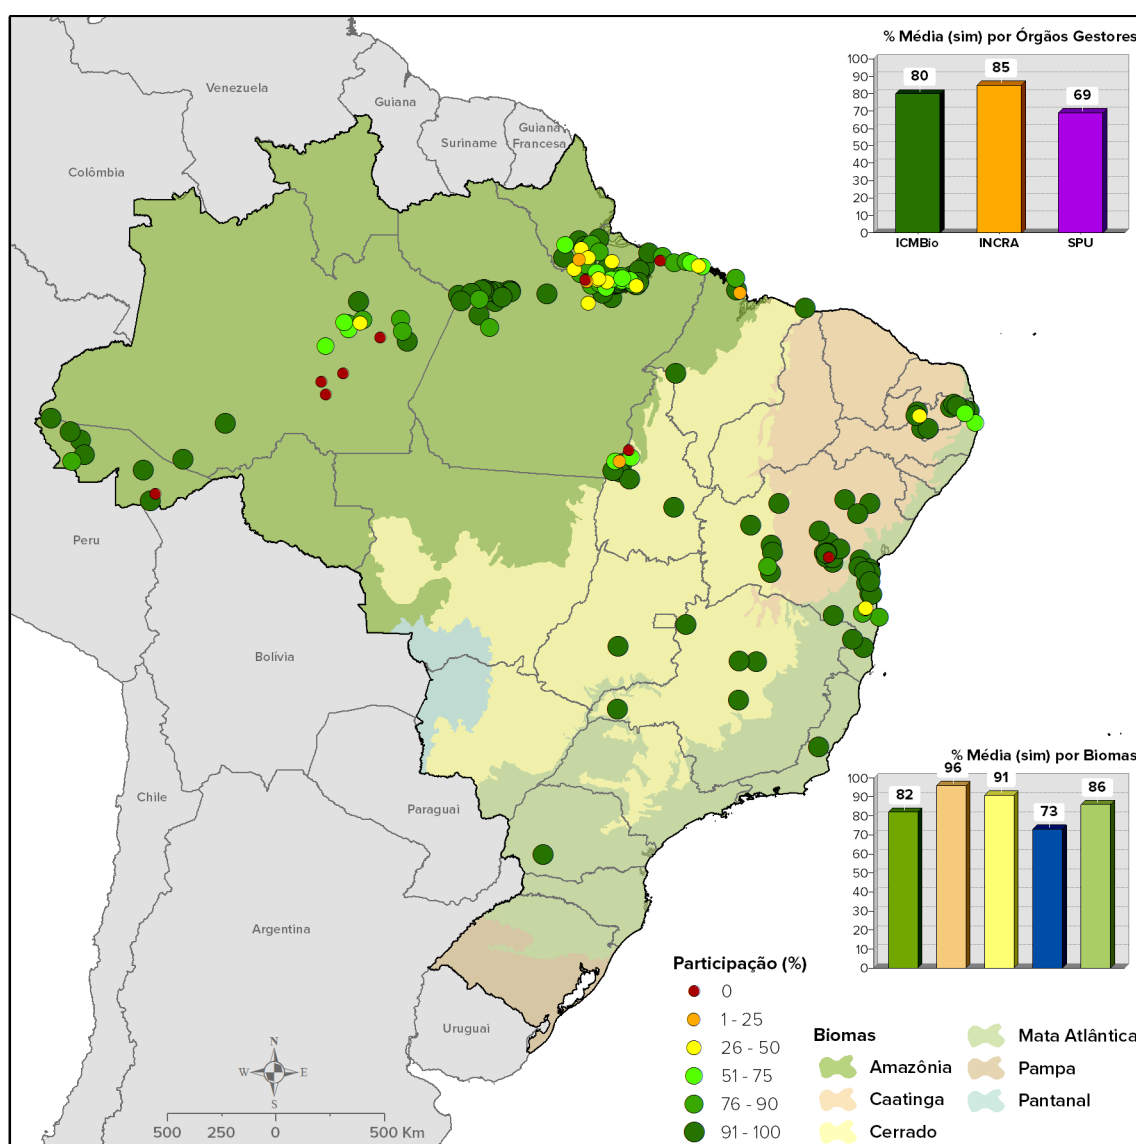 % Média (sim) por Órgãos Gestores
100
90
80
70
60
50
40
30
20
10
0
80
85
69
ICMBio
INCRA
SPU
Venezuela
Guiana
Suriname
Guiana
Francesa
Colômbia
Peru
Bolívia
Chile
Paraguai
Argentina
Uruguai
% Média (sim) por Biomas
100
90
80
70
60
50
40
30
20
10
0
82
96
91
73
86
Participação (%)
0
1 - 25
26 - 50
51 - 75
76 - 90
91 - 100
Biomas
Amazônia
Caatinga
Cerrado
Mata Atlântica
Pampa
Pantanal
N
W
E
S
500 250 0 500 Km